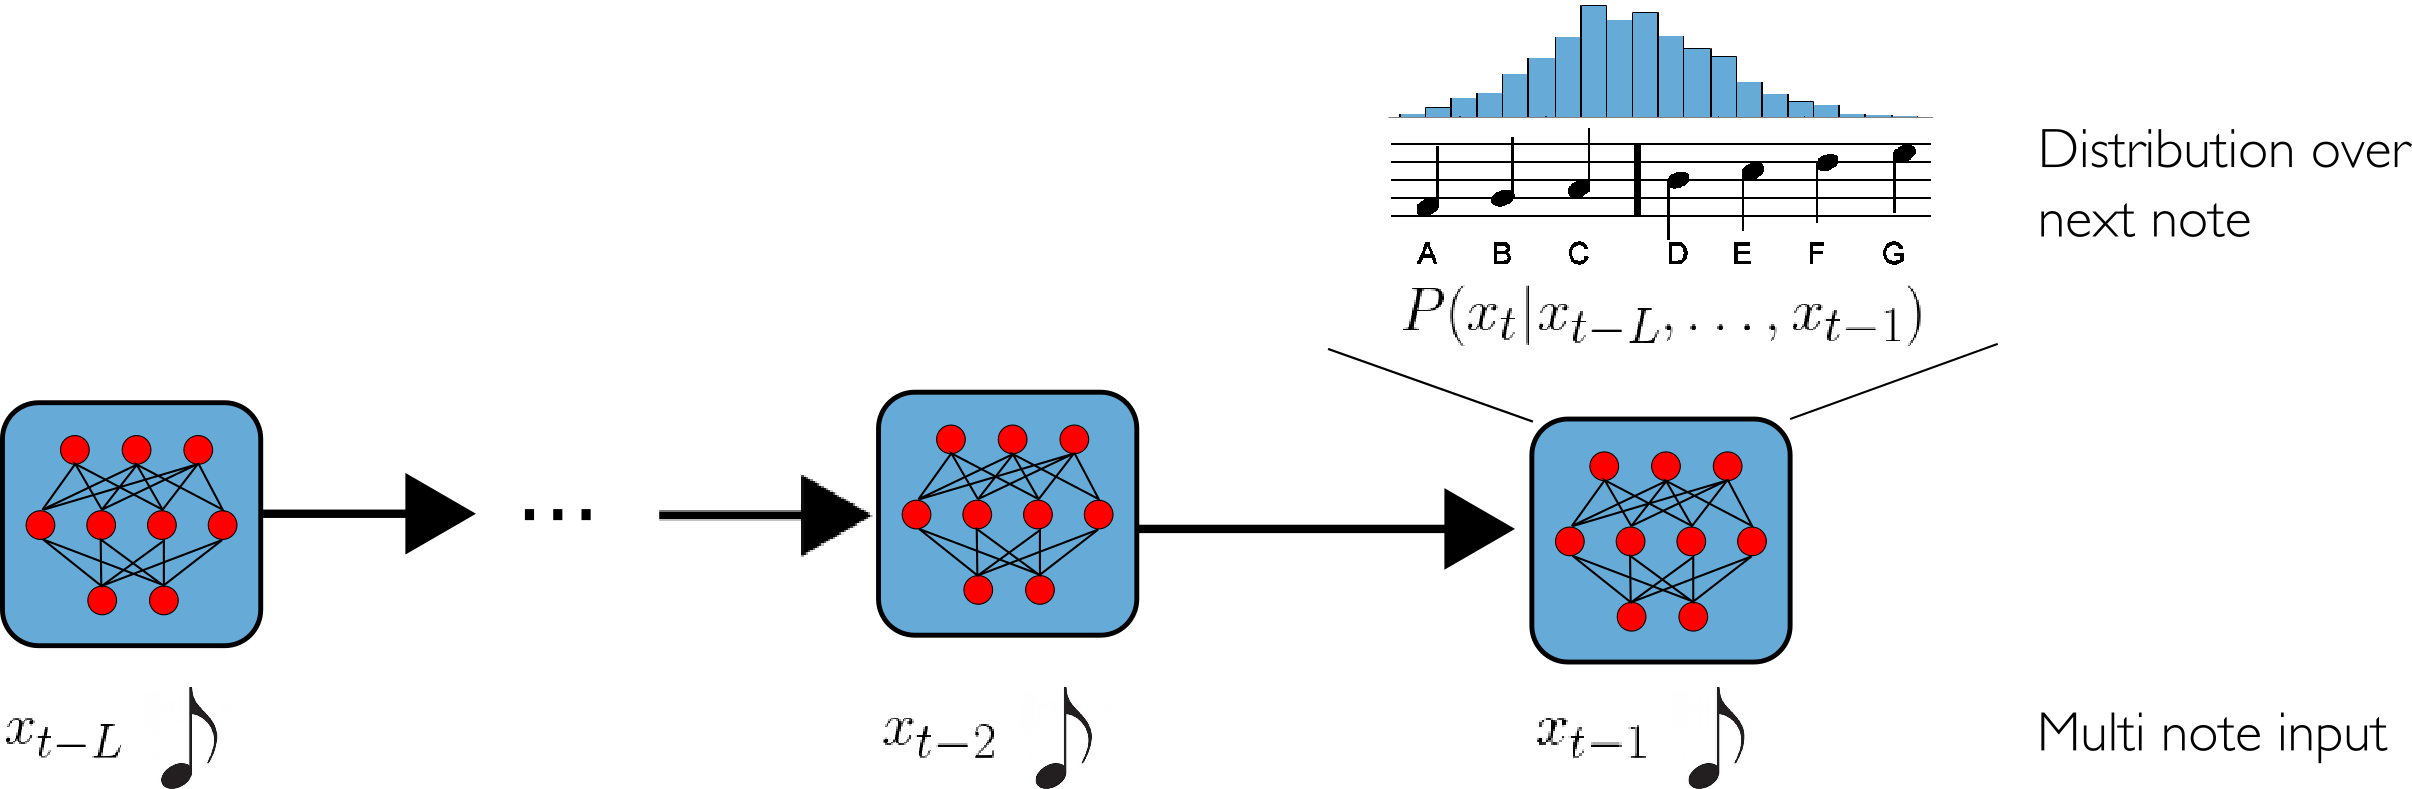 Distribution over
next note
A B C D E F G
P(x_t|x_{t-L}, . . . , x_{t-1})
...
x_{t-L} x_{t-2} x_{t-1} Multi note input